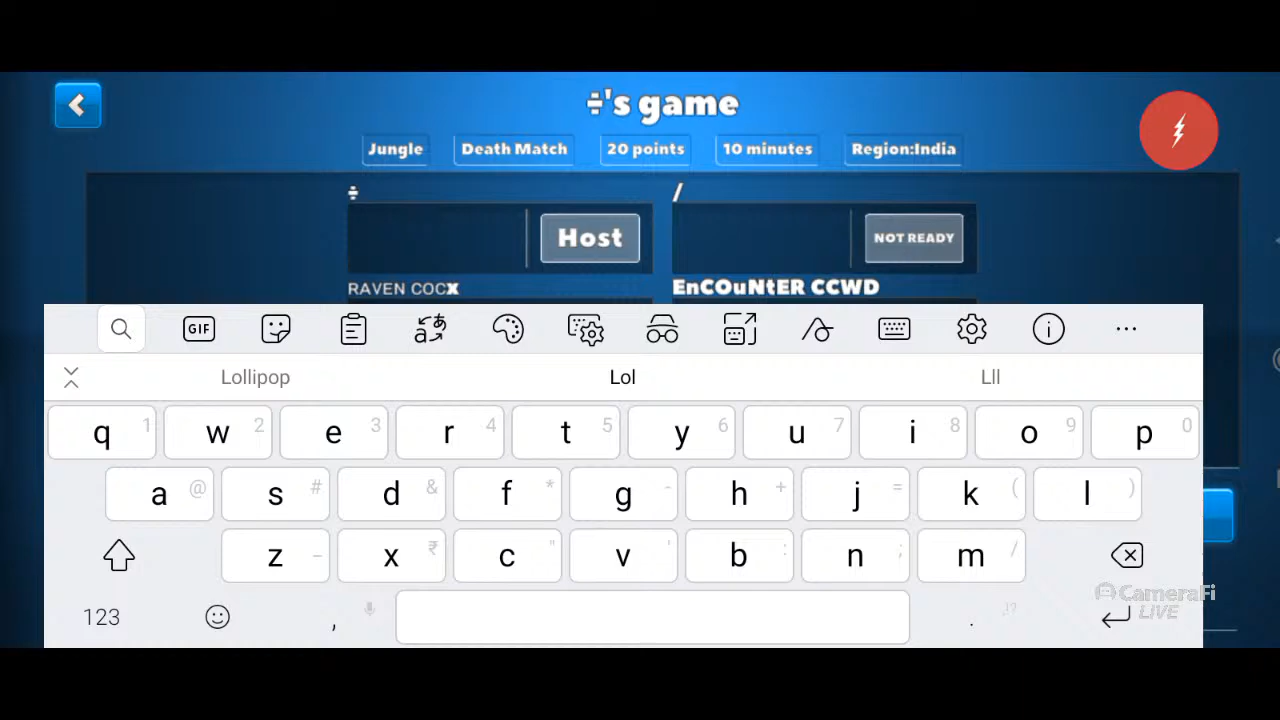 ÷'s game
Jungle Death Match 20 points 10 minutes Region:India
÷ /
Host NOT READY
RAVEN COCX EnCOuNtER CCWD
GIF
Lollipop Lol Lll
q 1 w 2 e 3 r 4 t 5 y 6 u 7 i 8 o 9 p 0
a @ s # d & f * g - h + j = k ( l )
z _ x ₹ c " v ' b : n ; m /
CameraFi
LIVE
123 , . ,!?